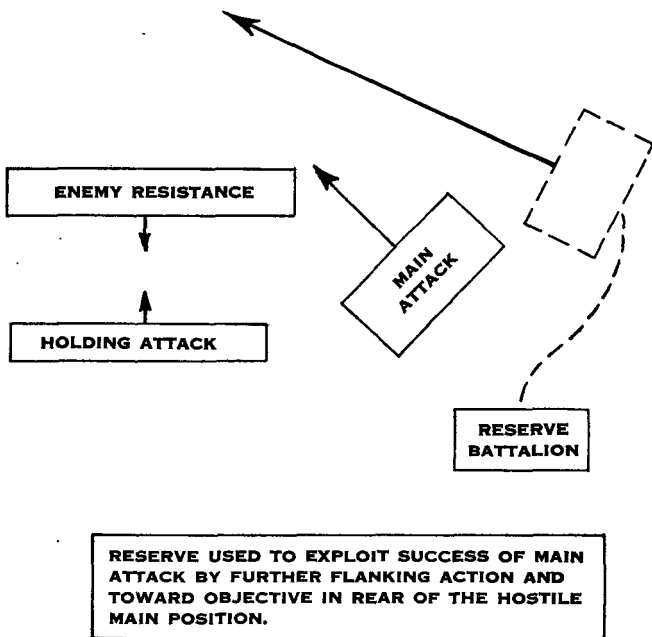 ENEMY RESISTANCE
MAIN
ATTACK
HOLDING ATTACK
RESERVE
BATTALION
RESERVE USED TO EXPLOIT SUCCESS OF MAIN
ATTACK BY FURTHER FLANKING ACTION AND
TOWARD OBJECTIVE IN REAR OF THE HOSTILE
MAIN POSITION.